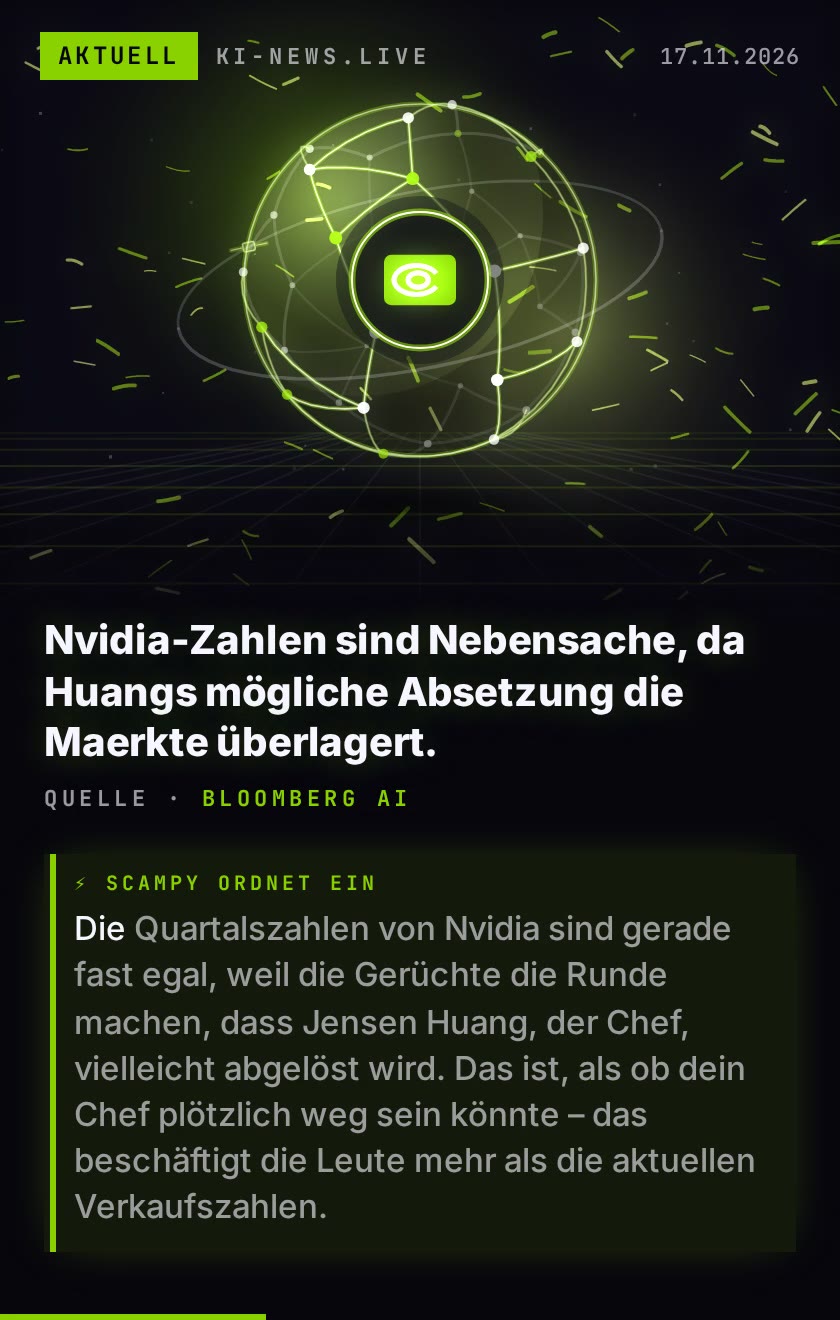 AKTUELL KI-NEWS.LIVE 17.11.2026
Nvidia-Zahlen sind Nebensache, da
Huangs mögliche Absetzung die
Maerkte überlagert.
QUELLE · BLOOMBERG AI
⚡ SCAMPY ORDNET EIN
Die Quartalszahlen von Nvidia sind gerade
fast egal, weil die Gerüchte die Runde
machen, dass Jensen Huang, der Chef,
vielleicht abgelöst wird. Das ist, als ob dein
Chef plötzlich weg sein könnte – das
beschäftigt die Leute mehr als die aktuellen
Verkaufszahlen.